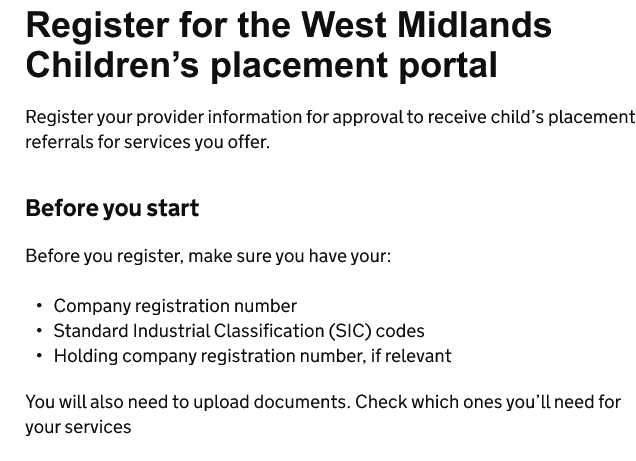 Register for the West Midlands
Children’s placement portal
Register your provider information for approval to receive child’s placement
referrals for services you offer.
Before you start
Before you register, make sure you have your:
• Company registration number
• Standard Industrial Classification (SIC) codes
• Holding company registration number, if relevant
You will also need to upload documents. Check which ones you’ll need for
your services